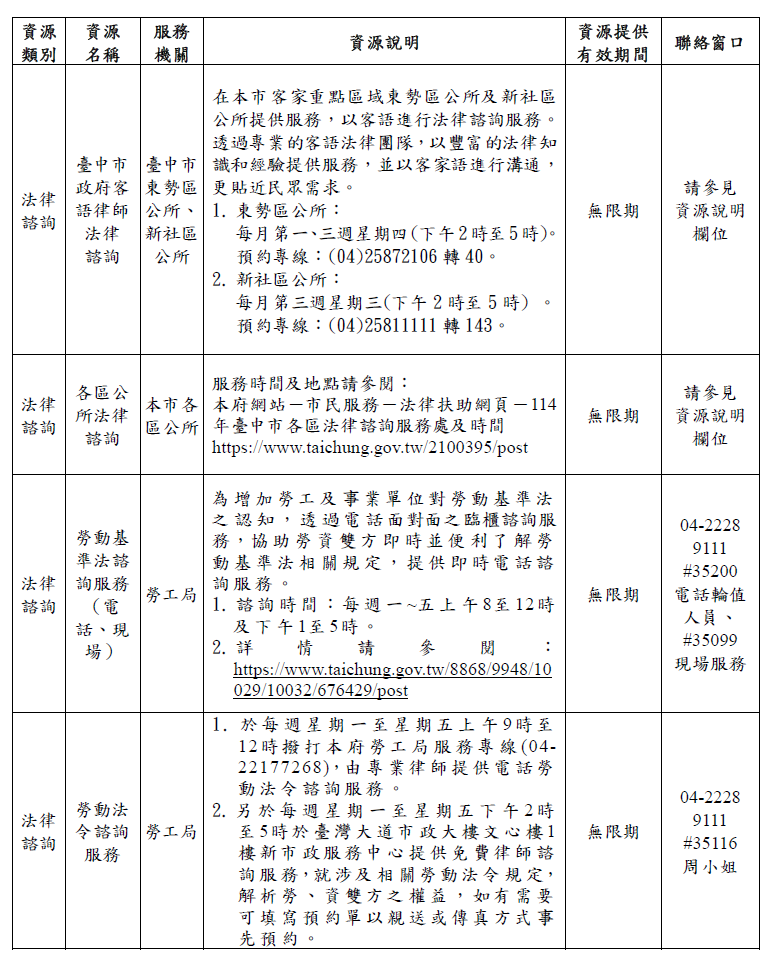 資源
類別
資源
名稱
服務
機關
資源說明
資源提供
有效期間
聯絡窗口
法律
諮詢
臺中市
政府客
語律師
法律
諮詢
臺中市
東勢區
公所、
新社區
公所
在本市客家重點區域東勢區公所及新社區
公所提供服務，以客語進行法律諮詢服務。
透過專業的客語法律團隊，以豐富的法律知
識和經驗提供服務，並以客家語進行溝通，
更貼近民眾需求。
1. 東勢區公所：
每月第一、三週星期四(下午2時至5時)。
預約專線：(04)25872106 轉 40。
2. 新社區公所：
每月第三週星期三(下午 2 時至 5 時) 。
預約專線：(04)25811111 轉 143。
無限期
請參見
資源說明
欄位
法律
諮詢
各區公
所法律
諮詢
本市各
區公所
服務時間及地點請參閱：
本府網站－市民服務－法律扶助網頁－114
年臺中市各區法律諮詢服務處及時間
https://www.taichung.gov.tw/2100395/post
無限期
請參見
資源說明
欄位
法律
諮詢
勞動基
準法諮
詢服務
（電
話、現
場）
勞工局
為增加勞工及事業單位對勞動基準法
之認知，透過電話面對面之臨櫃諮詢服
務，協助勞資雙方即時並便利了解勞
動基準法相關規定，提供即時電話諮
詢服務。
1. 諮詢時間：每週一~五上午8至12時
及下午1至5時。
2. 詳情請參閱：
https://www.taichung.gov.tw/8868/9948/10
029/10032/676429/post
無限期
04-2228
9111
#35200
電話輪值
人員、
#35099
現場服務
法律
諮詢
勞動法
令諮詢
服務
勞工局
1. 於每週星期一至星期五上午9時至
12時撥打本府勞工局服務專線(04-
22177268)，由專業律師提供電話勞
動法令諮詢服務。
2. 另於每週星期一至星期五下午2時
至5時於臺灣大道市政大樓文心樓1
樓新市政服務中心提供免費律師諮
詢服務，就涉及相關勞動法令規定，
解析勞、資雙方之權益，如有需要
可填寫預約單以親送或傳真方式事
先預約。
無限期
04-2228
9111
#35116
周小姐